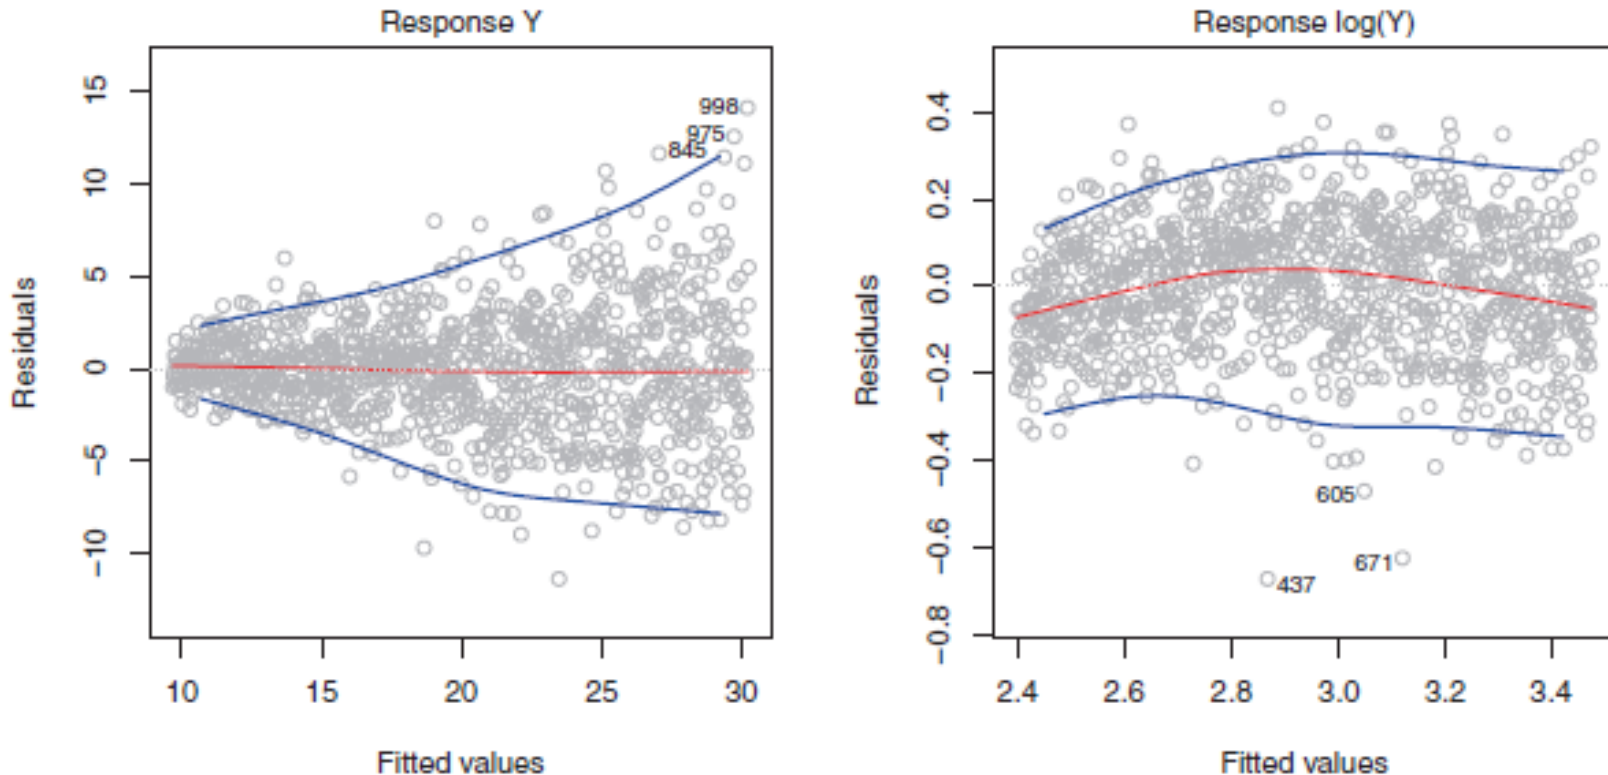 Response Y
15
10
5
0
−5
−10
Residuals
998
975
845
10 15 20 25 30
Fitted values
Response log(Y)
0.4
0.2
0.0
−0.2
−0.4
−0.6
−0.8
Residuals
605
671
437
2.4 2.6 2.8 3.0 3.2 3.4
Fitted values